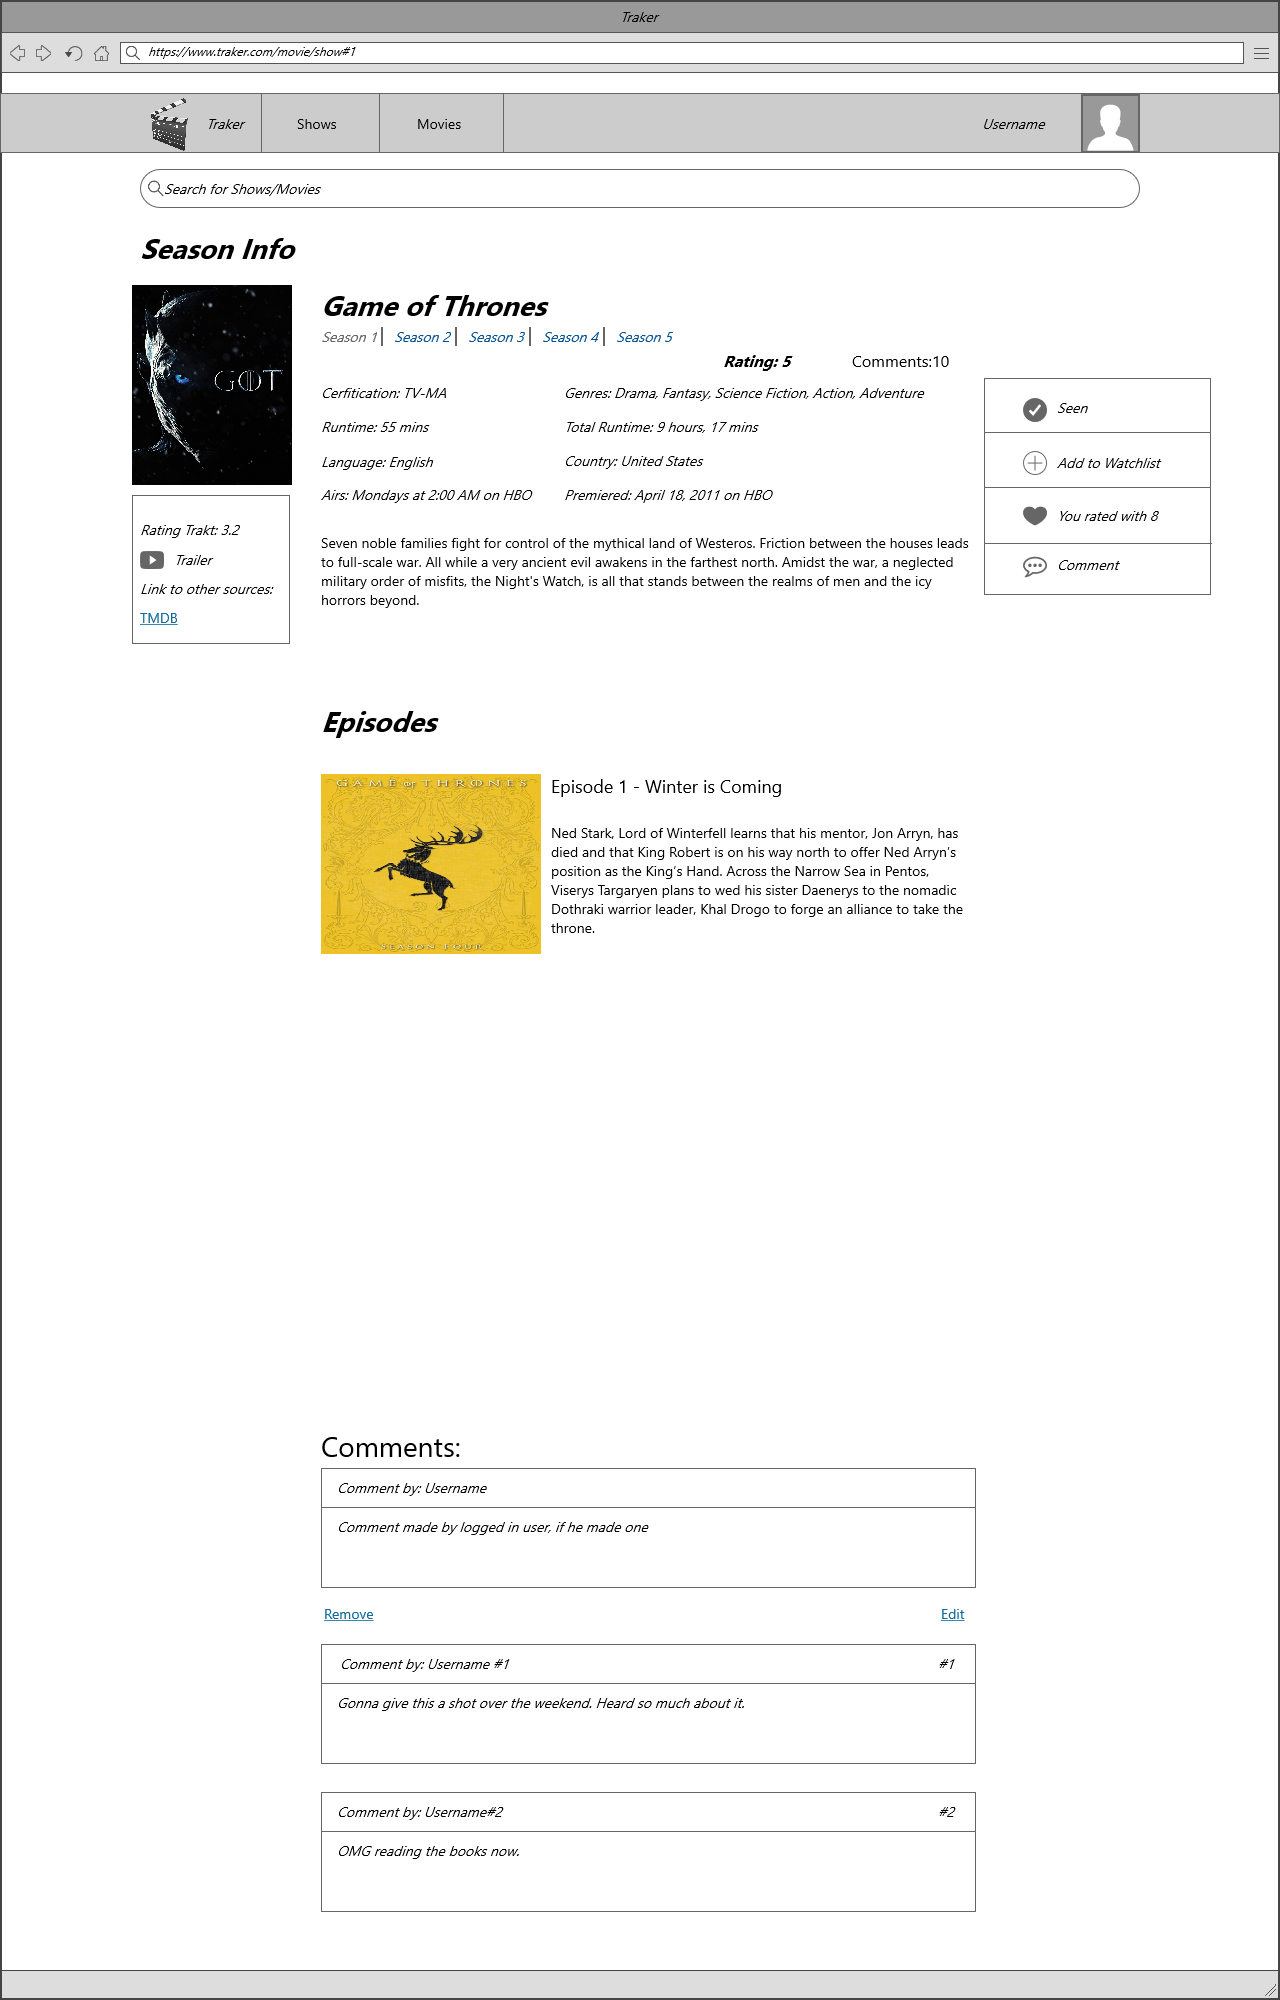 Traker
https://www.traker.com/movie/show#1
Traker
Shows
Movies
Username
Search for Shows/Movies
Season Info
GOT
Game of Thrones
Season 1 | Season 2 | Season 3 | Season 4 | Season 5
Rating: 5
Comments:10
Cerfitication: TV-MA
Genres: Drama, Fantasy, Science Fiction, Action, Adventure
Runtime: 55 mins
Total Runtime: 9 hours, 17 mins
Language: English
Country: United States
Airs: Mondays at 2:00 AM on HBO
Premiered: April 18, 2011 on HBO
Seen
Add to Watchlist
You rated with 8
Comment
Rating Trakt: 3.2
Trailer
Link to other sources:
TMDB
Seven noble families fight for control of the mythical land of Westeros. Friction between the houses leads
to full-scale war. All while a very ancient evil awakens in the farthest north. Amidst the war, a neglected
military order of misfits, the Night's Watch, is all that stands between the realms of men and the icy
horrors beyond.
Episodes
GAME OF THRONES
SEASON FOUR
Episode 1 - Winter is Coming
Ned Stark, Lord of Winterfell learns that his mentor, Jon Arryn, has
died and that King Robert is on his way north to offer Ned Arryn’s
position as the King’s Hand. Across the Narrow Sea in Pentos,
Viserys Targaryen plans to wed his sister Daenerys to the nomadic
Dothraki warrior leader, Khal Drogo to forge an alliance to take the
throne.
Comments:
Comment by: Username
Comment made by logged in user, if he made one
Remove
Edit
Comment by: Username #1
#1
Gonna give this a shot over the weekend. Heard so much about it.
Comment by: Username#2
#2
OMG reading the books now.